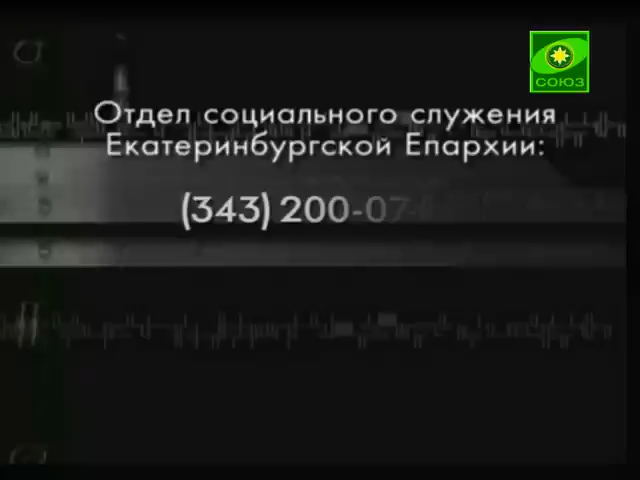 СОЮЗ
Отдел социального служения
Екатеринбургской Епархии:
(343) 200-07-